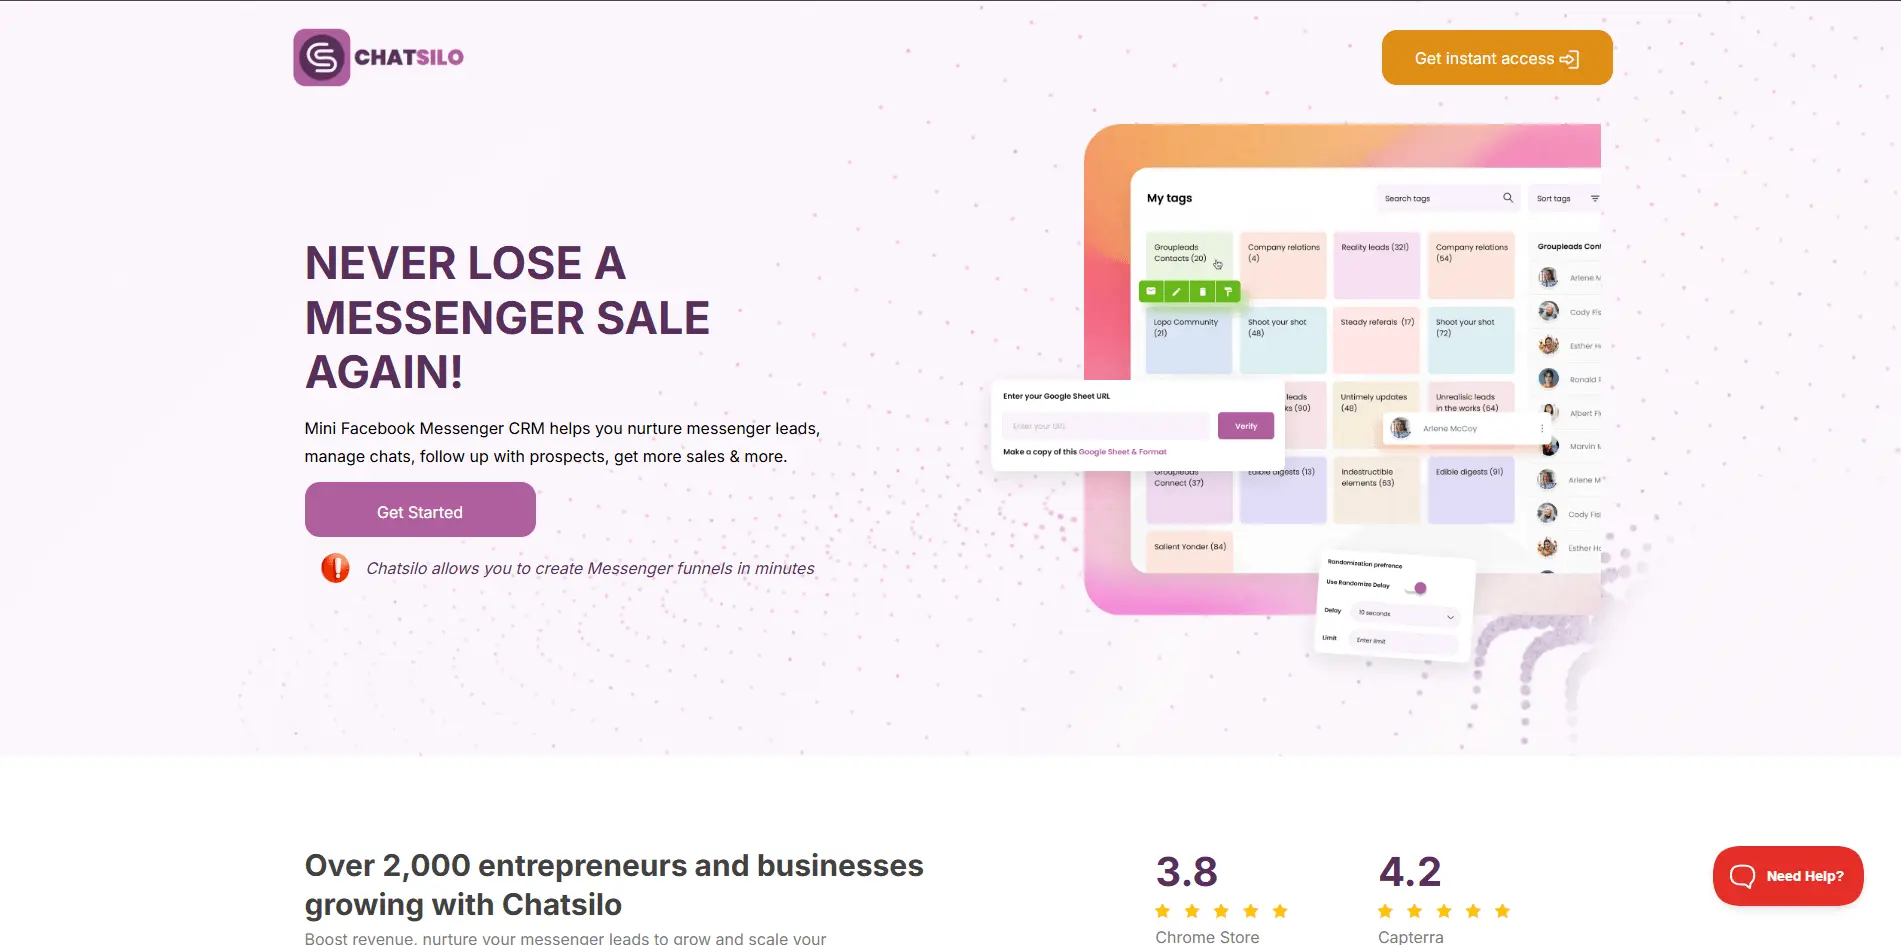 CHATSILO
Get instant access
NEVER LOSE A
MESSENGER SALE
AGAIN!
Mini Facebook Messenger CRM helps you nurture messenger leads,
manage chats, follow up with prospects, get more sales & more.
Get Started
Chatsilo allows you to create Messenger funnels in minutes
My tags
Search tags
Sort tags
Groupleads
Contacts (20)
Company relations
(4)
Reality leads (321)
Company relations
(54)
Groupleads Cont
Arlene M
Cody Fis
Esther Ho
Ronald R
Albert Fl
Marvin M
Arlene M
Cody Fis
Esther Ho
Lopo Community
(21)
Shoot your shot
(48)
Steady referals (17)
Shoot your shot
(72)
leads
ks (90)
Untimely updates
(48)
Unrealisic leads
in the works (64)
Arlene McCoy
Enter your Google Sheet URL
Enter your URL
Verify
Make a copy of this Google Sheet & Format
Groupleads
Connect (37)
Edible digests (13)
Indestructible
elements (63)
Edible digests (91)
Salient Yonder (84)
Randomization prefrence
Use Randomize Delay
Delay
10 seconds
Limit
Enter limit
Over 2,000 entrepreneurs and businesses
growing with Chatsilo
Boost revenue, nurture your messenger leads to grow and scale your
3.8
Chrome Store
4.2
Capterra
Need Help?